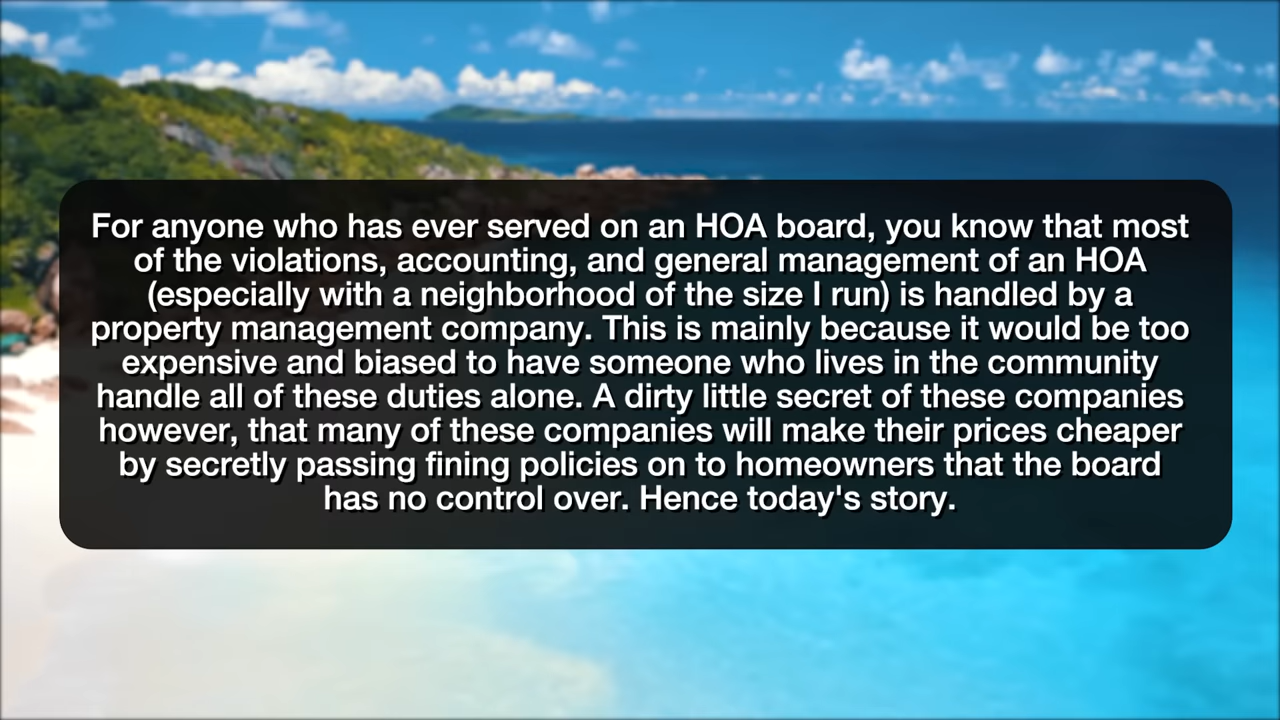 For anyone who has ever served on an HOA board, you know that most
of the violations, accounting, and general management of an HOA
(especially with a neighborhood of the size I run) is handled by a
property management company. This is mainly because it would be too
expensive and biased to have someone who lives in the community
handle all of these duties alone. A dirty little secret of these companies
however, that many of these companies will make their prices cheaper
by secretly passing fining policies on to homeowners that the board
has no control over. Hence today's story.